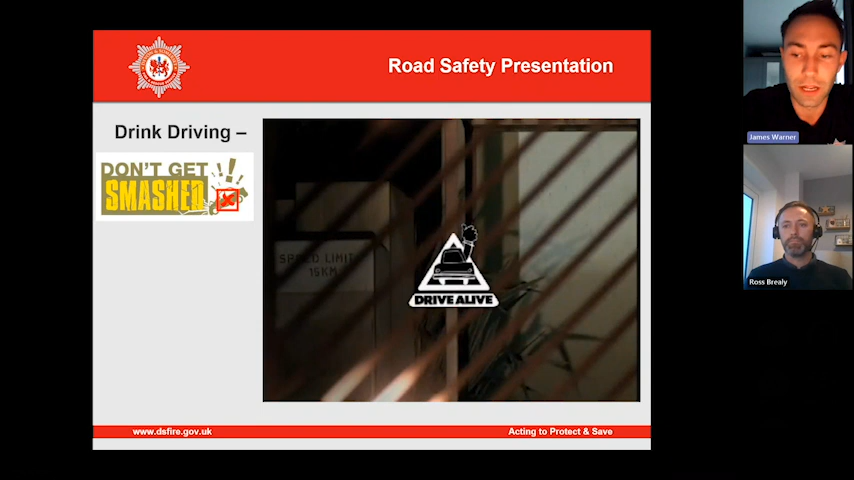 Road Safety Presentation
Drink Driving –
DON'T GET
SMASHED
!!
SPEED LIMIT
15KM
DRIVE ALIVE
www.dsfire.gov.uk
Acting to Protect & Save
James Warner
Ross Brealy